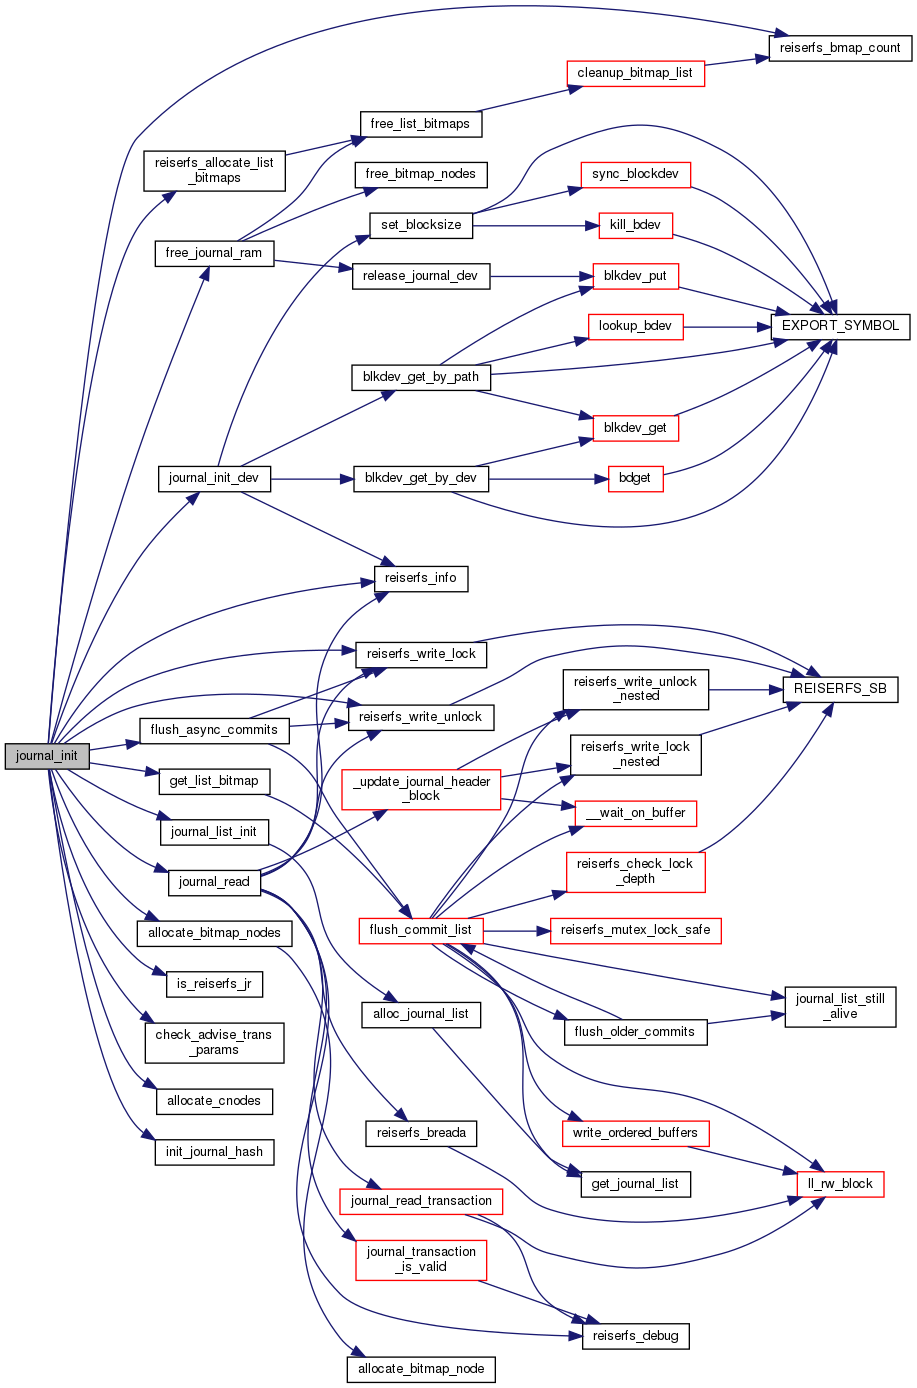 reiserfs_bmap_count
cleanup_bitmap_list
free_list_bitmaps
reiserfs_allocate_list
_bitmaps
free_bitmap_nodes
sync_blockdev
set_blocksize
kill_bdev
free_journal_ram
release_journal_dev
blkdev_put
lookup_bdev
EXPORT_SYMBOL
blkdev_get_by_path
blkdev_get
journal_init_dev
blkdev_get_by_dev
bdget
reiserfs_info
reiserfs_write_lock
reiserfs_write_unlock
_nested
REISERFS_SB
reiserfs_write_unlock
flush_async_commits
reiserfs_write_lock
_nested
journal_init
get_list_bitmap
_update_journal_header
_block
__wait_on_buffer
journal_list_init
reiserfs_check_lock
_depth
journal_read
allocate_bitmap_nodes
flush_commit_list
reiserfs_mutex_lock_safe
is_reiserfs_jr
journal_list_still
_alive
alloc_journal_list
flush_older_commits
check_advise_trans
_params
allocate_cnodes
reiserfs_breada
write_ordered_buffers
init_journal_hash
get_journal_list
ll_rw_block
journal_read_transaction
journal_transaction
_is_valid
reiserfs_debug
allocate_bitmap_node